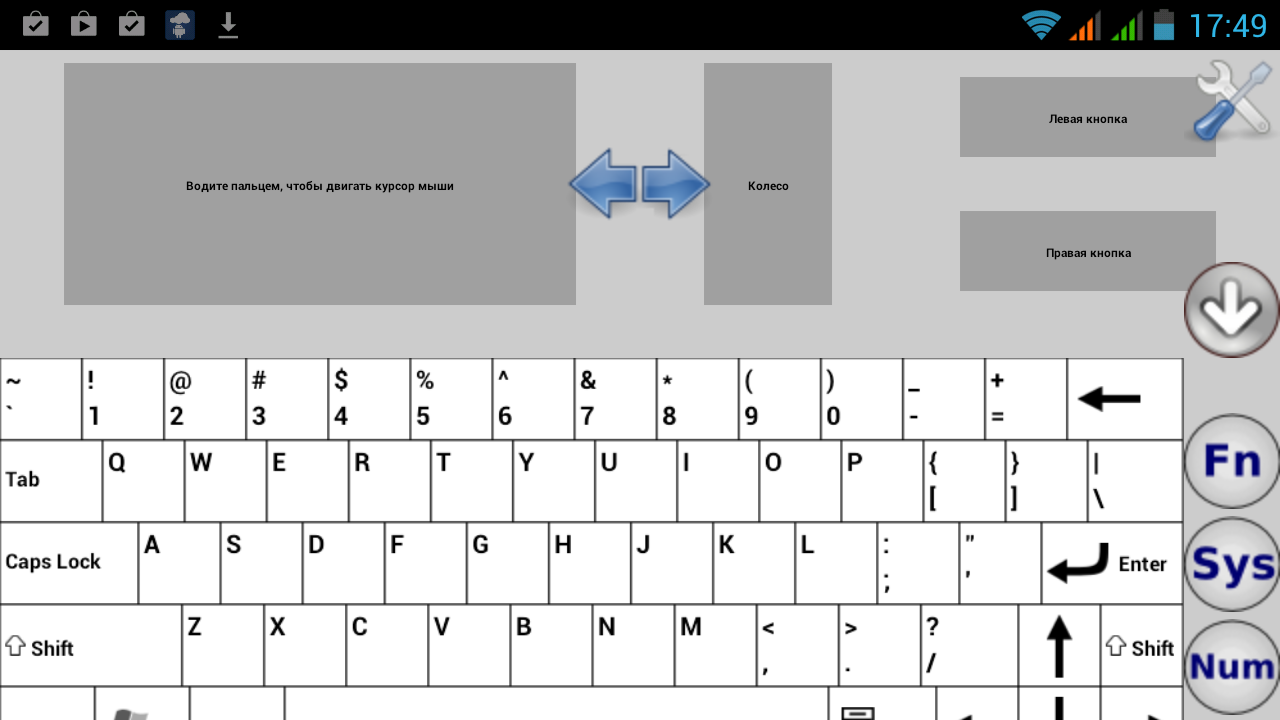 17:49
Водите пальцем, чтобы двигать курсор мыши
Колесо
Левая кнопка
Правая кнопка
~ ! @ # $ % ^ & * ( ) _ +
` 1 2 3 4 5 6 7 8 9 0 - =
Tab Q W E R T Y U I O P { } |
[ ] \
Fn
Caps Lock A S D F G H J K L : "
; ' Enter
Sys
Shift Z X C V B N M < > ? Shift
, . /
Num